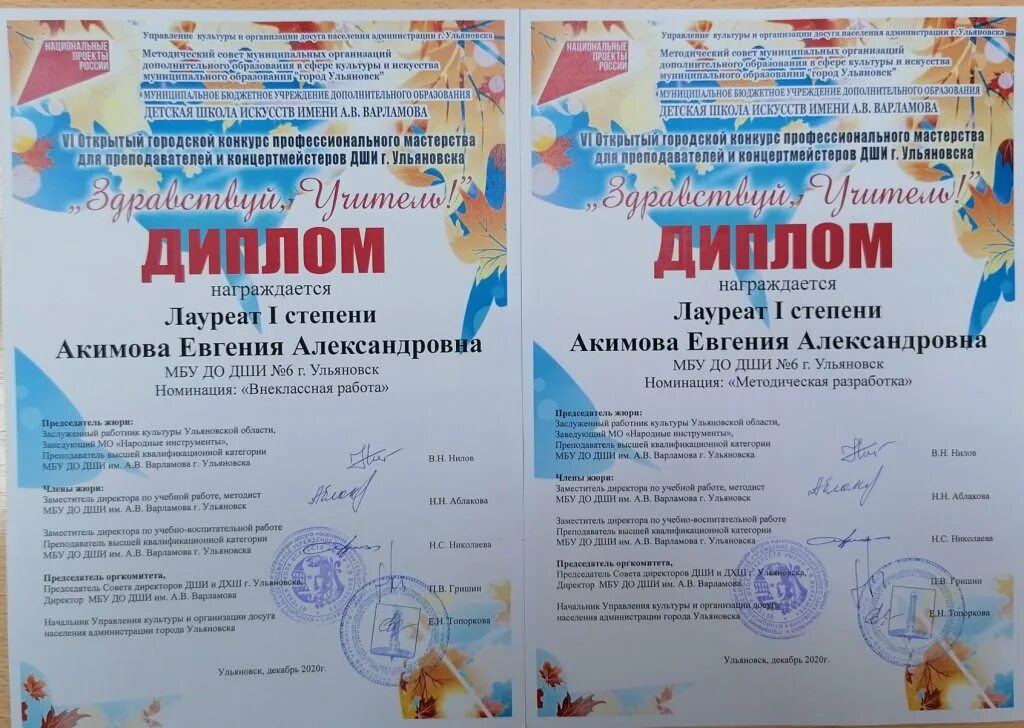 НАЦИОНАЛЬНЫЕ
ПРОЕКТЫ
РОССИИ
Управление культуры и организации досуга населения администрации г. Ульяновска
Методический совет муниципальных организаций
дополнительного образования в сфере культуры и искусства
муниципального образования "город Ульяновск"
МУНИЦИПАЛЬНОЕ БЮДЖЕТНОЕ УЧРЕЖДЕНИЕ ДОПОЛНИТЕЛЬНОГО ОБРАЗОВАНИЯ
ДЕТСКАЯ ШКОЛА ИСКУССТВ ИМЕНИ А.В. ВАРЛАМОВА
VI Открытый городской конкурс профессионального мастерства
для преподавателей и концертмейстеров ДШИ г. Ульяновска
„Здравствуй, Учитель!”
ДИПЛОМ
награждается
Лауреат I степени
Акимова Евгения Александровна
МБУ ДО ДШИ №6 г. Ульяновск
Номинация: «Внеклассная работа»
Председатель жюри:
Заслуженный работник культуры Ульяновской области,
Заведующий МО «Народные инструменты»,
Преподаватель высшей квалификационной категории
МБУ ДО ДШИ им. А.В. Варламова г. Ульяновска
В.Н. Нилов
Члены жюри:
Заместитель директора по учебной работе, методист
МБУ ДО ДШИ им. А.В. Варламова г. Ульяновск
Н.Н. Аблакова
Заместитель директора по учебно-воспитательной работе
Преподаватель высшей квалификационной категории
МБУ ДО ДШИ им. А.В. Варламова г. Ульяновска
Н.С. Николаева
Председатель оргкомитета,
Председатель Совета директоров ДШИ и ДХШ г. Ульяновска,
Директор МБУ ДО ДШИ им. А.В. Варламова
П.В. Гришин
Начальник Управления культуры и организации досуга
населения администрации города Ульяновска
Е.Н. Топоркова
Ульяновск, декабрь 2020г.
НАЦИОНАЛЬНЫЕ
ПРОЕКТЫ
РОССИИ
Управление культуры и организации досуга населения администрации г. Ульяновска
Методический совет муниципальных организаций
дополнительного образования в сфере культуры и искусства
муниципального образования "город Ульяновск"
МУНИЦИПАЛЬНОЕ БЮДЖЕТНОЕ УЧРЕЖДЕНИЕ ДОПОЛНИТЕЛЬНОГО ОБРАЗОВАНИЯ
ДЕТСКАЯ ШКОЛА ИСКУССТВ ИМЕНИ А.В. ВАРЛАМОВА
VI Открытый городской конкурс профессионального мастерства
для преподавателей и концертмейстеров ДШИ г. Ульяновска
„Здравствуй, Учитель!”
ДИПЛОМ
награждается
Лауреат I степени
Акимова Евгения Александровна
МБУ ДО ДШИ №6 г. Ульяновск
Номинация: «Методическая разработка»
Председатель жюри:
Заслуженный работник культуры Ульяновской области,
Заведующий МО «Народные инструменты»,
Преподаватель высшей квалификационной категории
МБУ ДО ДШИ им. А.В. Варламова г. Ульяновска
В.Н. Нилов
Члены жюри:
Заместитель директора по учебной работе, методист
МБУ ДО ДШИ им. А.В. Варламова г. Ульяновск
Н.Н. Аблакова
Заместитель директора по учебно-воспитательной работе
Преподаватель высшей квалификационной категории
МБУ ДО ДШИ им. А.В. Варламова г. Ульяновска
Н.С. Николаева
Председатель оргкомитета,
Председатель Совета директоров ДШИ и ДХШ г. Ульяновска,
Директор МБУ ДО ДШИ им. А.В. Варламова
П.В. Гришин
Начальник Управления культуры и организации досуга
населения администрации города Ульяновска
Е.Н. Топоркова
Ульяновск, декабрь 2020г.